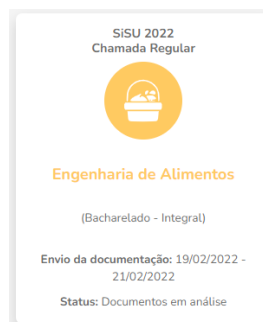 SiSU 2022
Chamada Regular
Engenharia de Alimentos
(Bacharelado - Integral)
Envio da documentação: 19/02/2022 -
21/02/2022
Status: Documentos em análise